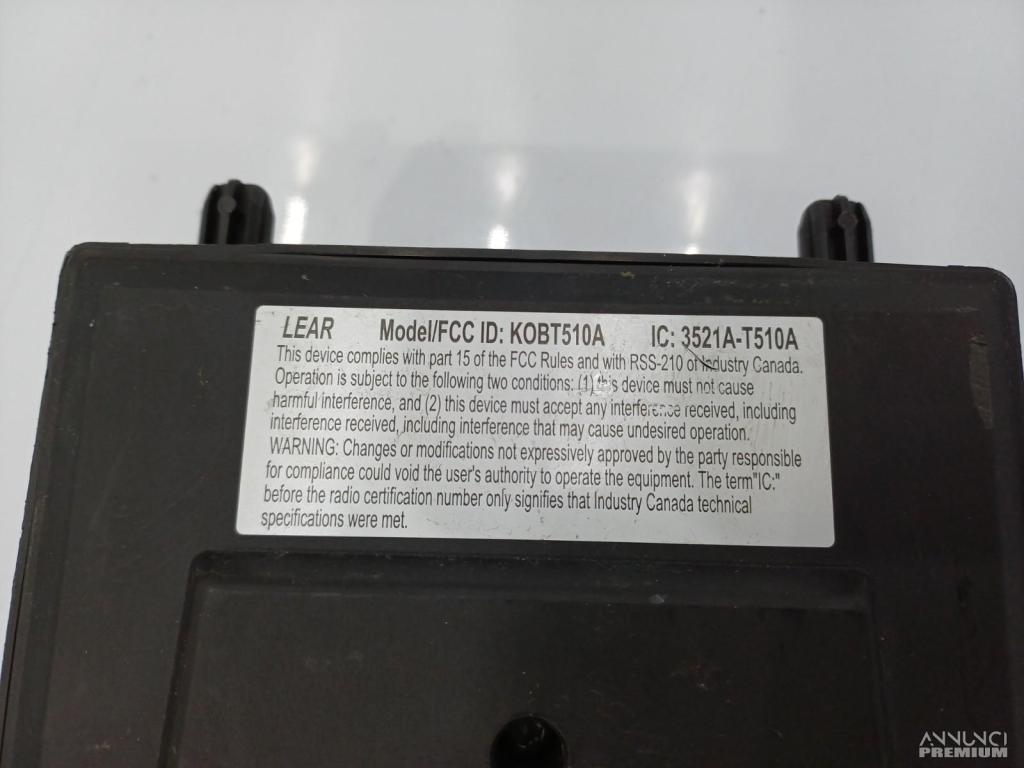 LEAR Model/FCC ID: KOBT510A IC: 3521A-T510A
This device complies with part 15 of the FCC Rules and with RSS-210 of Industry Canada.
Operation is subject to the following two conditions: (1) this device must not cause
harmful interference, and (2) this device must accept any interference received, including
interference received, including interference that may cause undesired operation.
WARNING: Changes or modifications not expressively approved by the party responsible
for compliance could void the user's authority to operate the equipment. The term"IC:"
before the radio certification number only signifies that Industry Canada technical
specifications were met.
ANNUNCI
PREMIUM